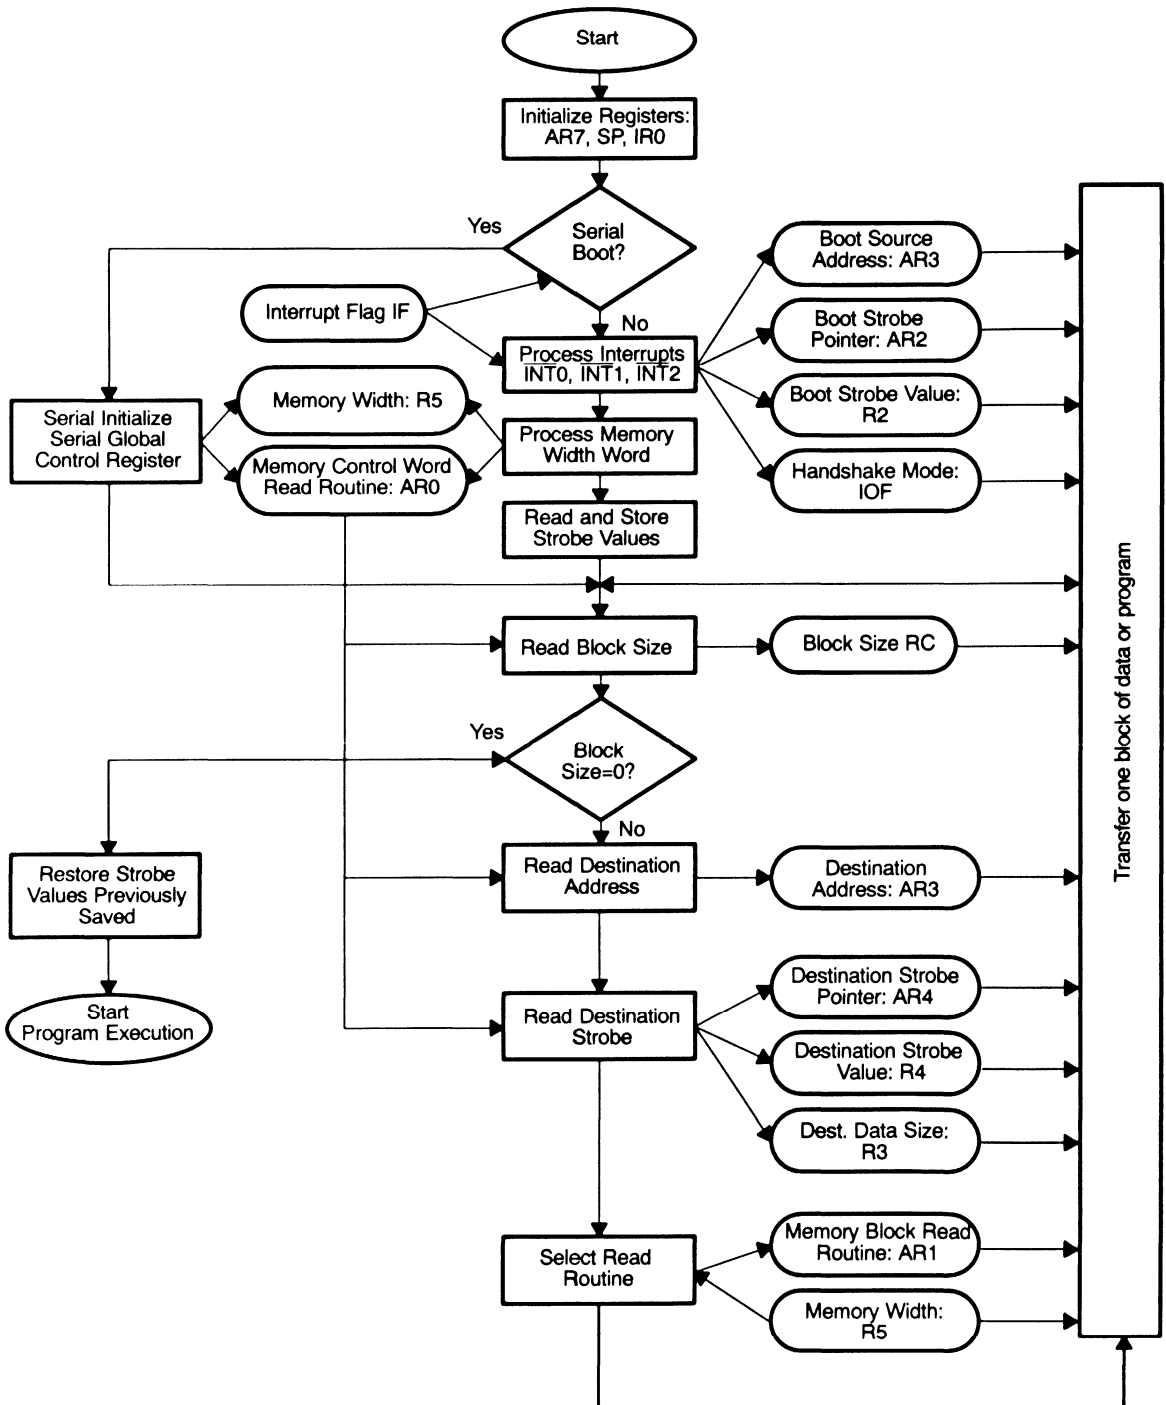 Start
Initialize Registers:
AR7, SP, IR0
Yes
Serial
Boot?
Boot Source
Address: AR3
Interrupt Flag IF
No
Boot Strobe
Pointer: AR2
Process Interrupts
INT0, INT1, INT2
Memory Width: R5
Boot Strobe Value:
R2
Serial Initialize
Serial Global
Control Register
Process Memory
Width Word
Memory Control Word
Read Routine: AR0
Handshake Mode:
IOF
Read and Store
Strobe Values
Transfer one block of data or program
Read Block Size
Block Size RC
Yes
Block
Size=0?
No
Restore Strobe
Values Previously
Saved
Read Destination
Address
Destination
Address: AR3
Start
Program Execution
Read Destination
Strobe
Destination Strobe
Pointer: AR4
Destination Strobe
Value: R4
Dest. Data Size:
R3
Select Read
Routine
Memory Block Read
Routine: AR1
Memory Width:
R5